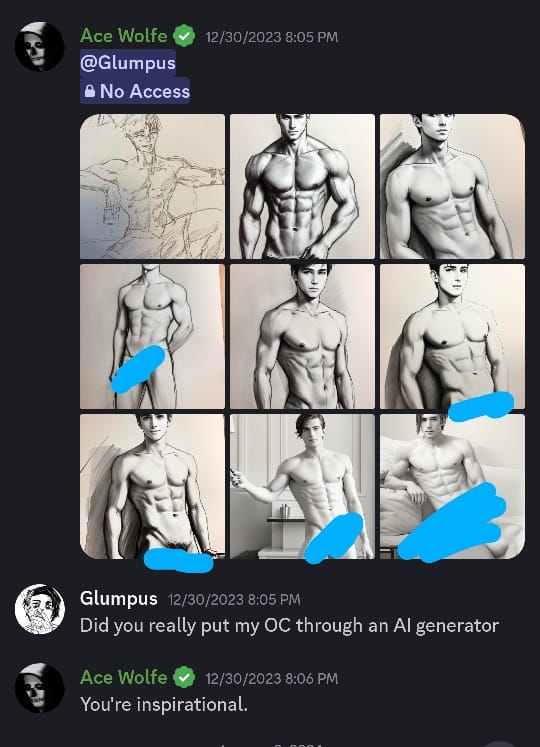 Ace Wolfe 12/30/2023 8:05 PM
@Glumpus
No Access
Glumpus 12/30/2023 8:05 PM
Did you really put my OC through an AI generator
Ace Wolfe 12/30/2023 8:06 PM
You're inspirational.